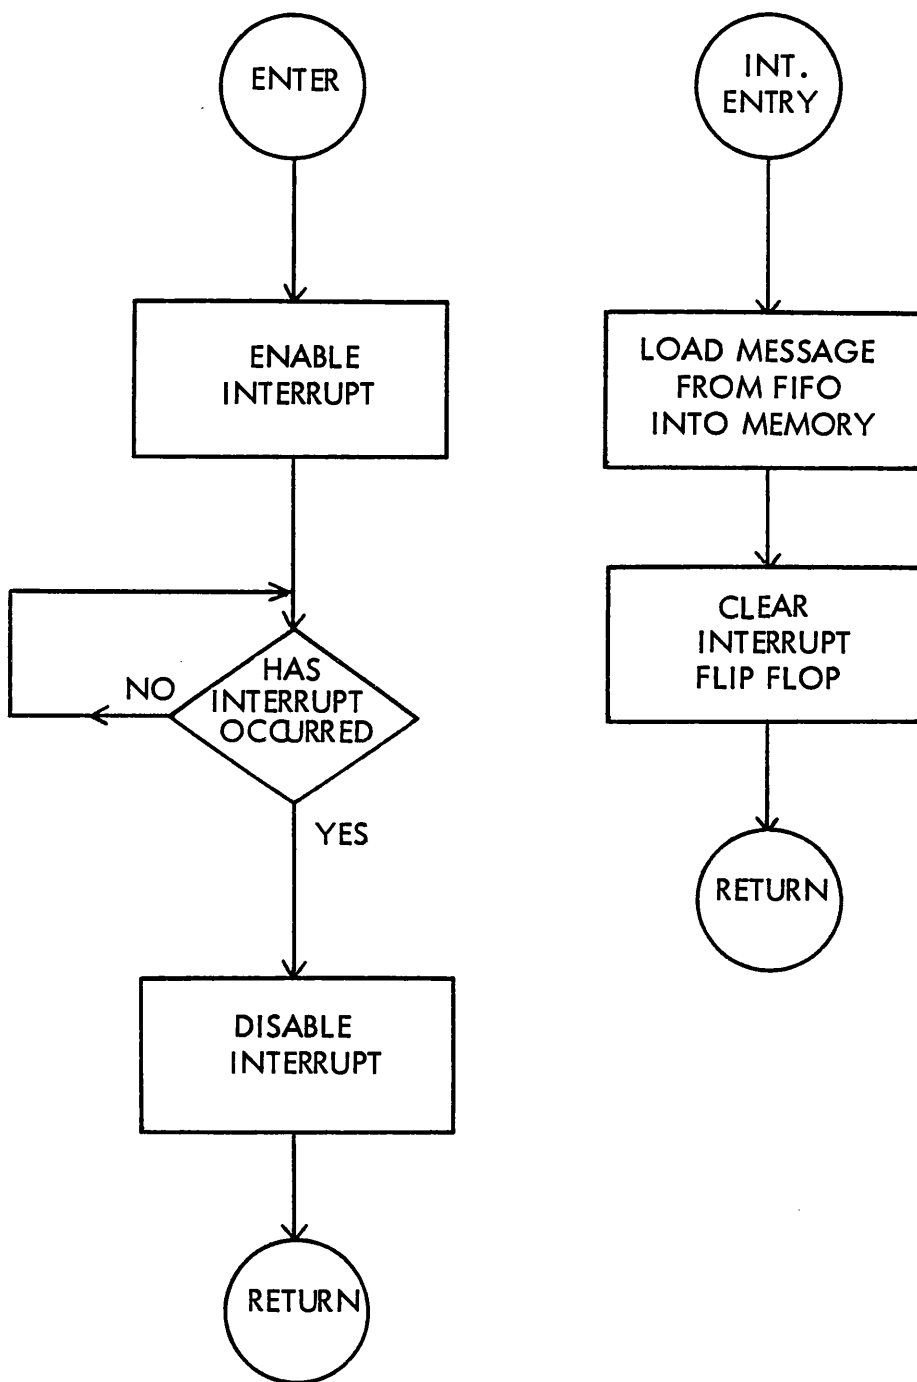 ENTER
ENABLE
INTERRUPT
NO
HAS
INTERRUPT
OCCURRED
YES
DISABLE
INTERRUPT
RETURN
INT.
ENTRY
LOAD MESSAGE
FROM FIFO
INTO MEMORY
CLEAR
INTERRUPT
FLIP FLOP
RETURN